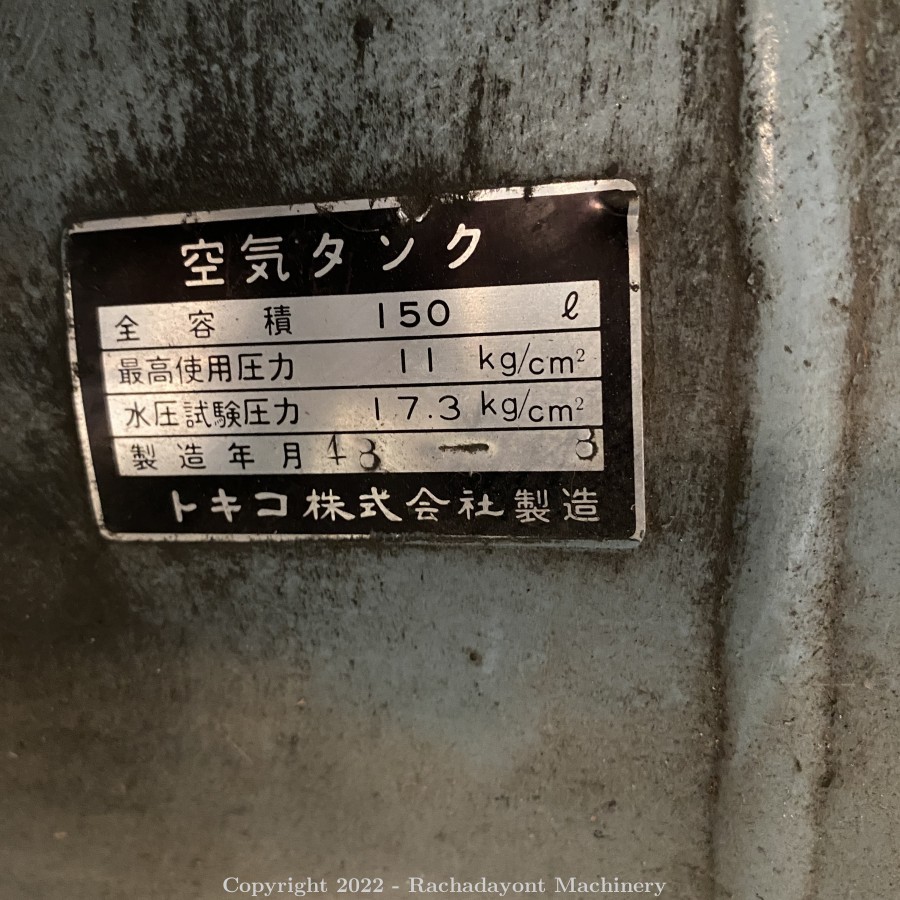 空気タンク
全容積 150 ℓ
最高使用圧力 11 kg/cm²
水圧試験圧力 17.3 kg/cm²
製造年月 48 — 3
トキコ株式会社製造
Copyright 2022 - Rachadayont Machinery